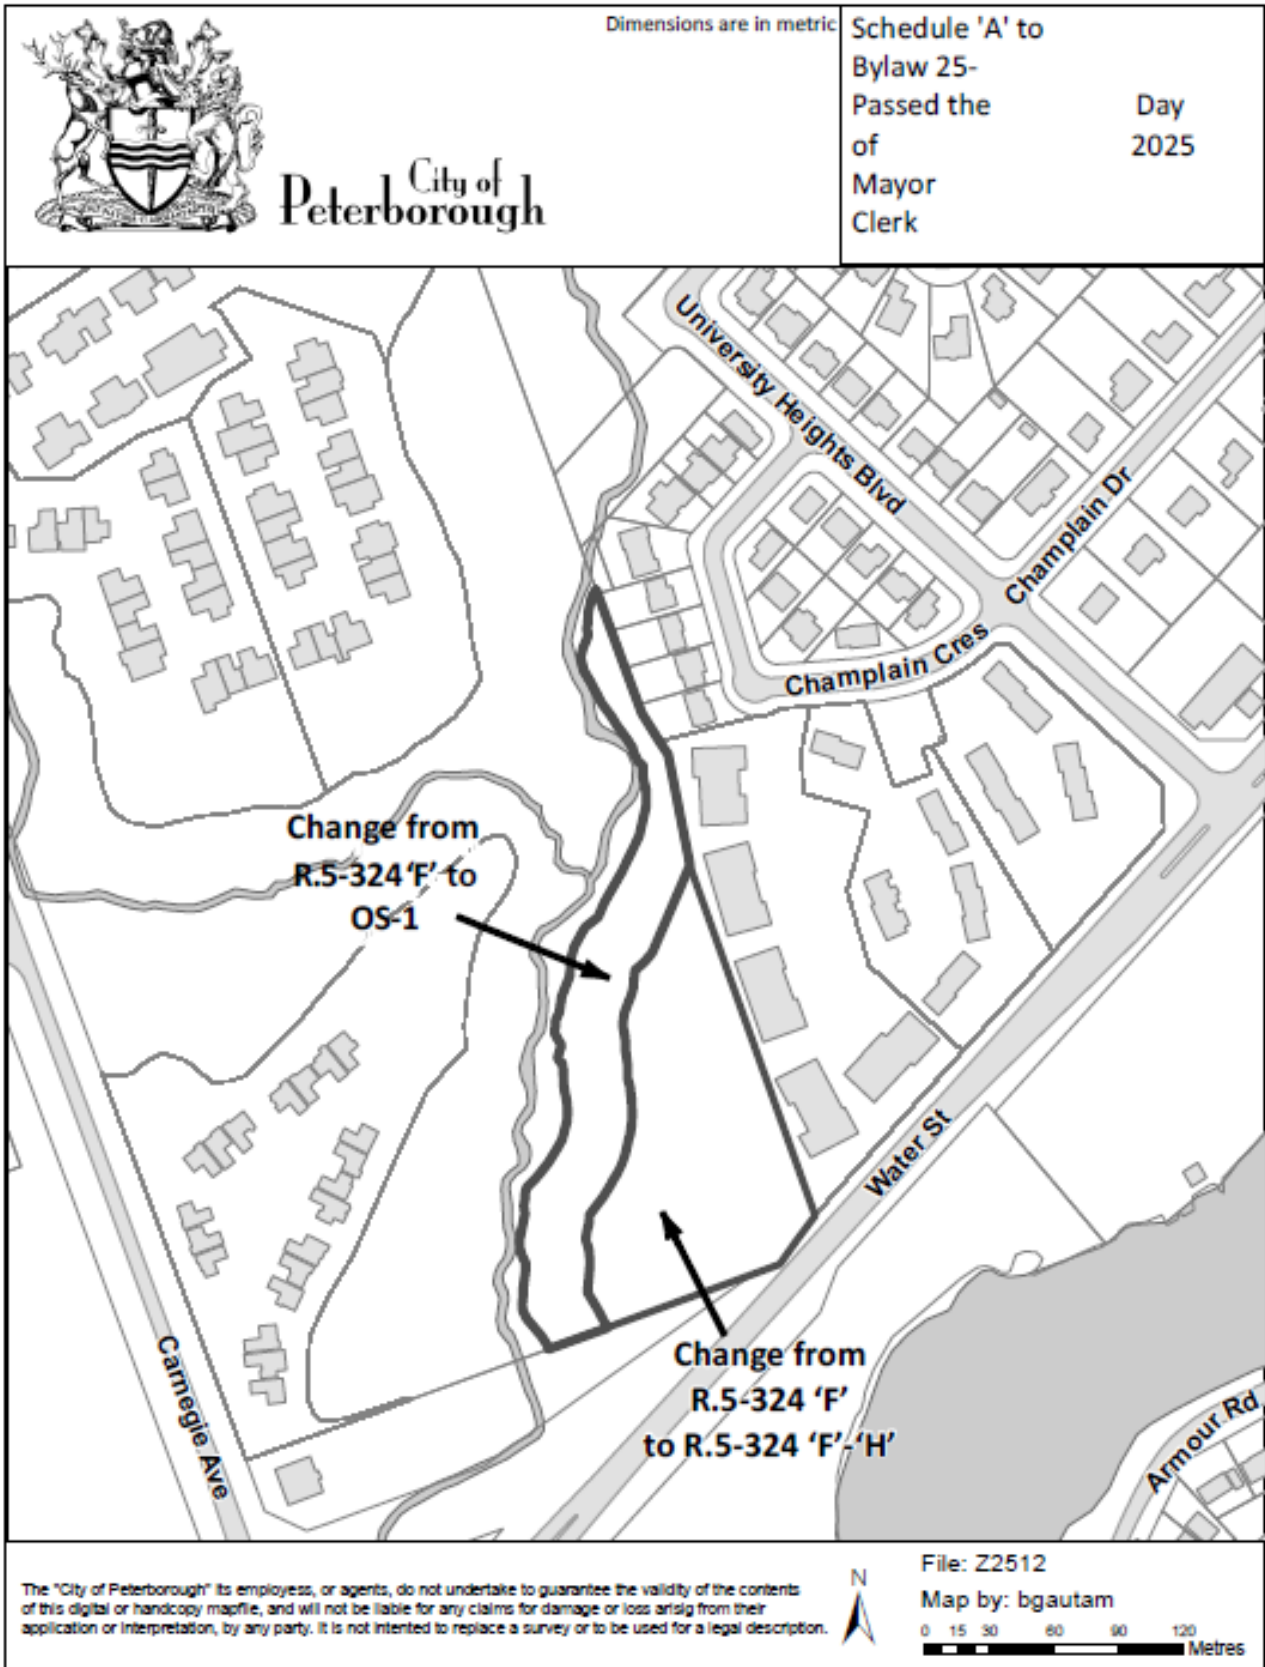 Dimensions are in metric
Schedule 'A' to
Bylaw 25-
Passed the Day
of 2025
Mayor
Clerk
City of
Peterborough
University Heights Blvd
Champlain Dr
Champlain Cres
Change from
R.5-324 ‘F’ to
OS-1
Water St
Change from
R.5-324 ‘F’
to R.5-324 ‘F’-‘H’
Carnegie Ave
Armour Rd
The "City of Peterborough" its employess, or agents, do not undertake to guarantee the validity of the contents
of this digital or handcopy mapfile, and will not be liable for any claims for damage or loss arisig from their
application or interpretation, by any party. It is not intended to replace a survey or to be used for a legal description.
N
File: Z2512
Map by: bgautam
0 15 30 60 90 120
Metres